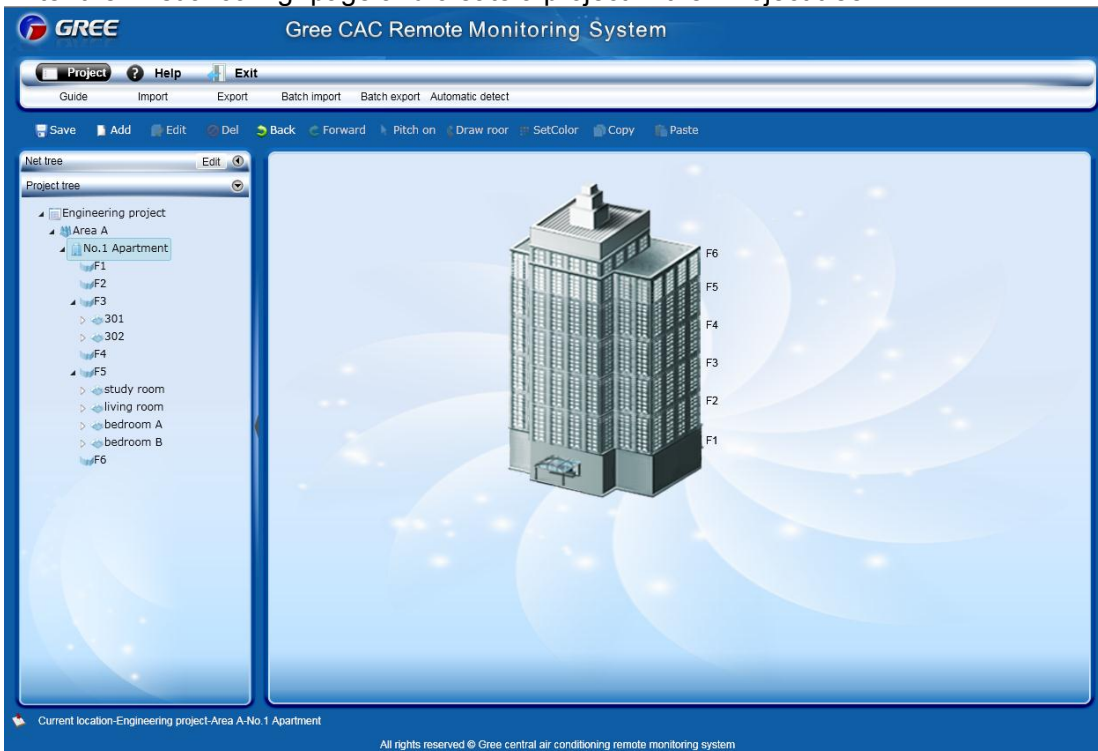 GREE Gree CAC Remote Monitoring System
Project Help Exit
Guide Import Export Batch import Batch export Automatic detect
Save Add Edit Del Back Forward Pitch on Draw roor SetColor Copy Paste
Net tree Edit
Project tree
Engineering project
Area A
No.1 Apartment
F1
F2
F3
301
302
F4
F5
study room
living room
bedroom A
bedroom B
F6
F6
F5
F4
F3
F2
F1
Current location-Engineering project-Area A-No.1 Apartment
All rights reserved © Gree central air conditioning remote monitoring system